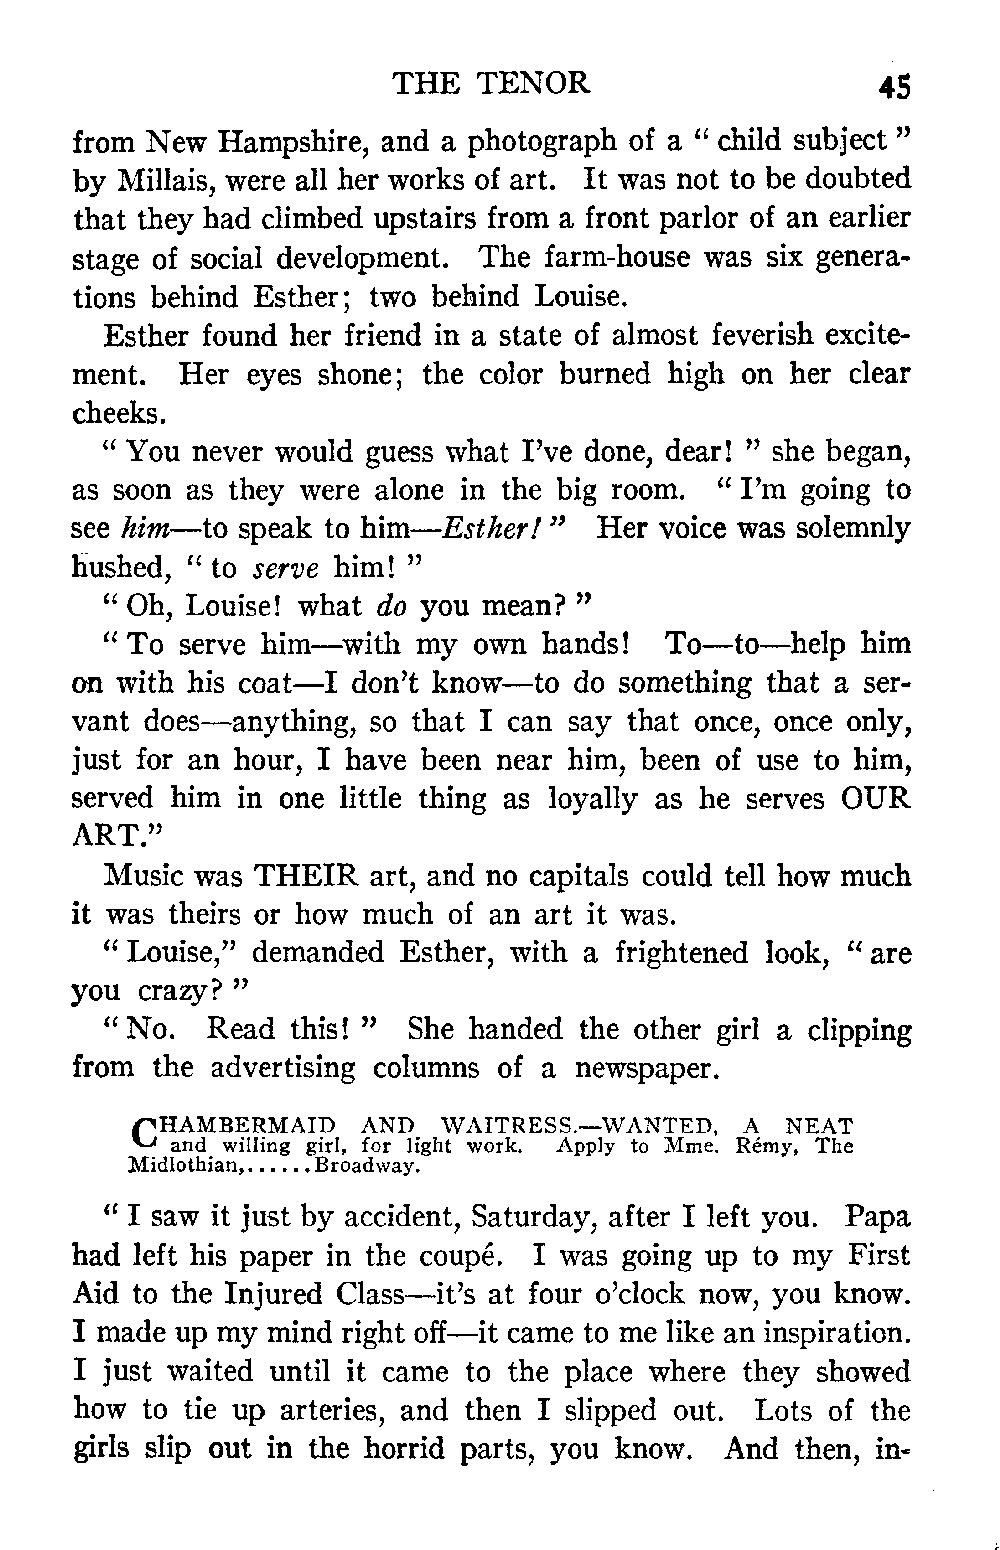 THE TENOR 45
from New Hampshire, and a photograph of a " child subject "
by Millais, were all her works of art. It was not to be doubted
that they had climbed upstairs from a front parlor of an earlier
stage of social development. The farm-house was six genera-
tions behind Esther; two behind Louise.
Esther found her friend in a state of almost feverish excite-
ment. Her eyes shone; the color burned high on her clear
cheeks.
" You never would guess what I've done, dear! " she began,
as soon as they were alone in the big room. " I'm going to
see him—to speak to him—Esther! " Her voice was solemnly
hushed, " to serve him! "
" Oh, Louise! what do you mean? "
" To serve him—with my own hands! To—to—help him
on with his coat—I don't know—to do something that a ser-
vant does—anything, so that I can say that once, once only,
just for an hour, I have been near him, been of use to him,
served him in one little thing as loyally as he serves OUR
ART."
Music was THEIR art, and no capitals could tell how much
it was theirs or how much of an art it was.
" Louise," demanded Esther, with a frightened look, " are
you crazy? "
" No. Read this! " She handed the other girl a clipping
from the advertising columns of a newspaper.
CHAMBERMAID AND WAITRESS.—WANTED, A NEAT
and willing girl, for light work. Apply to Mme. Rémy, The
Midlothian,......Broadway.
" I saw it just by accident, Saturday, after I left you. Papa
had left his paper in the coupé. I was going up to my First
Aid to the Injured Class—it's at four o'clock now, you know.
I made up my mind right off—it came to me like an inspiration.
I just waited until it came to the place where they showed
how to tie up arteries, and then I slipped out. Lots of the
girls slip out in the horrid parts, you know. And then, in-